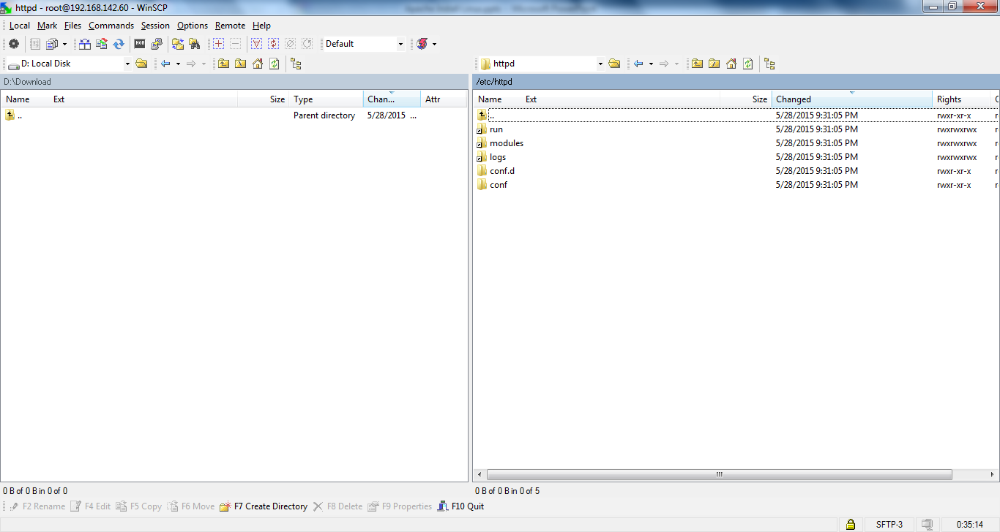 httpd - root@192.168.142.60 - WinSCP
Local Mark Files Commands Session Options Remote Help
Default
D: Local Disk httpd
D:\Download /etc/httpd
Name Ext Size Type Chan... Attr Name Ext Size Changed Rights
.. Parent directory 5/28/2015 ... .. 5/28/2015 9:31:05 PM rwxr-xr-x r
run 5/28/2015 9:31:05 PM rwxrwxrwx r
modules 5/28/2015 9:31:05 PM rwxrwxrwx r
logs 5/28/2015 9:31:05 PM rwxrwxrwx r
conf.d 5/28/2015 9:31:05 PM rwxr-xr-x r
conf 5/28/2015 9:31:05 PM rwxr-xr-x r
0 B of 0 B in 0 of 0 0 B of 0 B in 0 of 5
F2 Rename F4 Edit F5 Copy F6 Move F7 Create Directory F8 Delete F9 Properties F10 Quit
SFTP-3 0:35:14